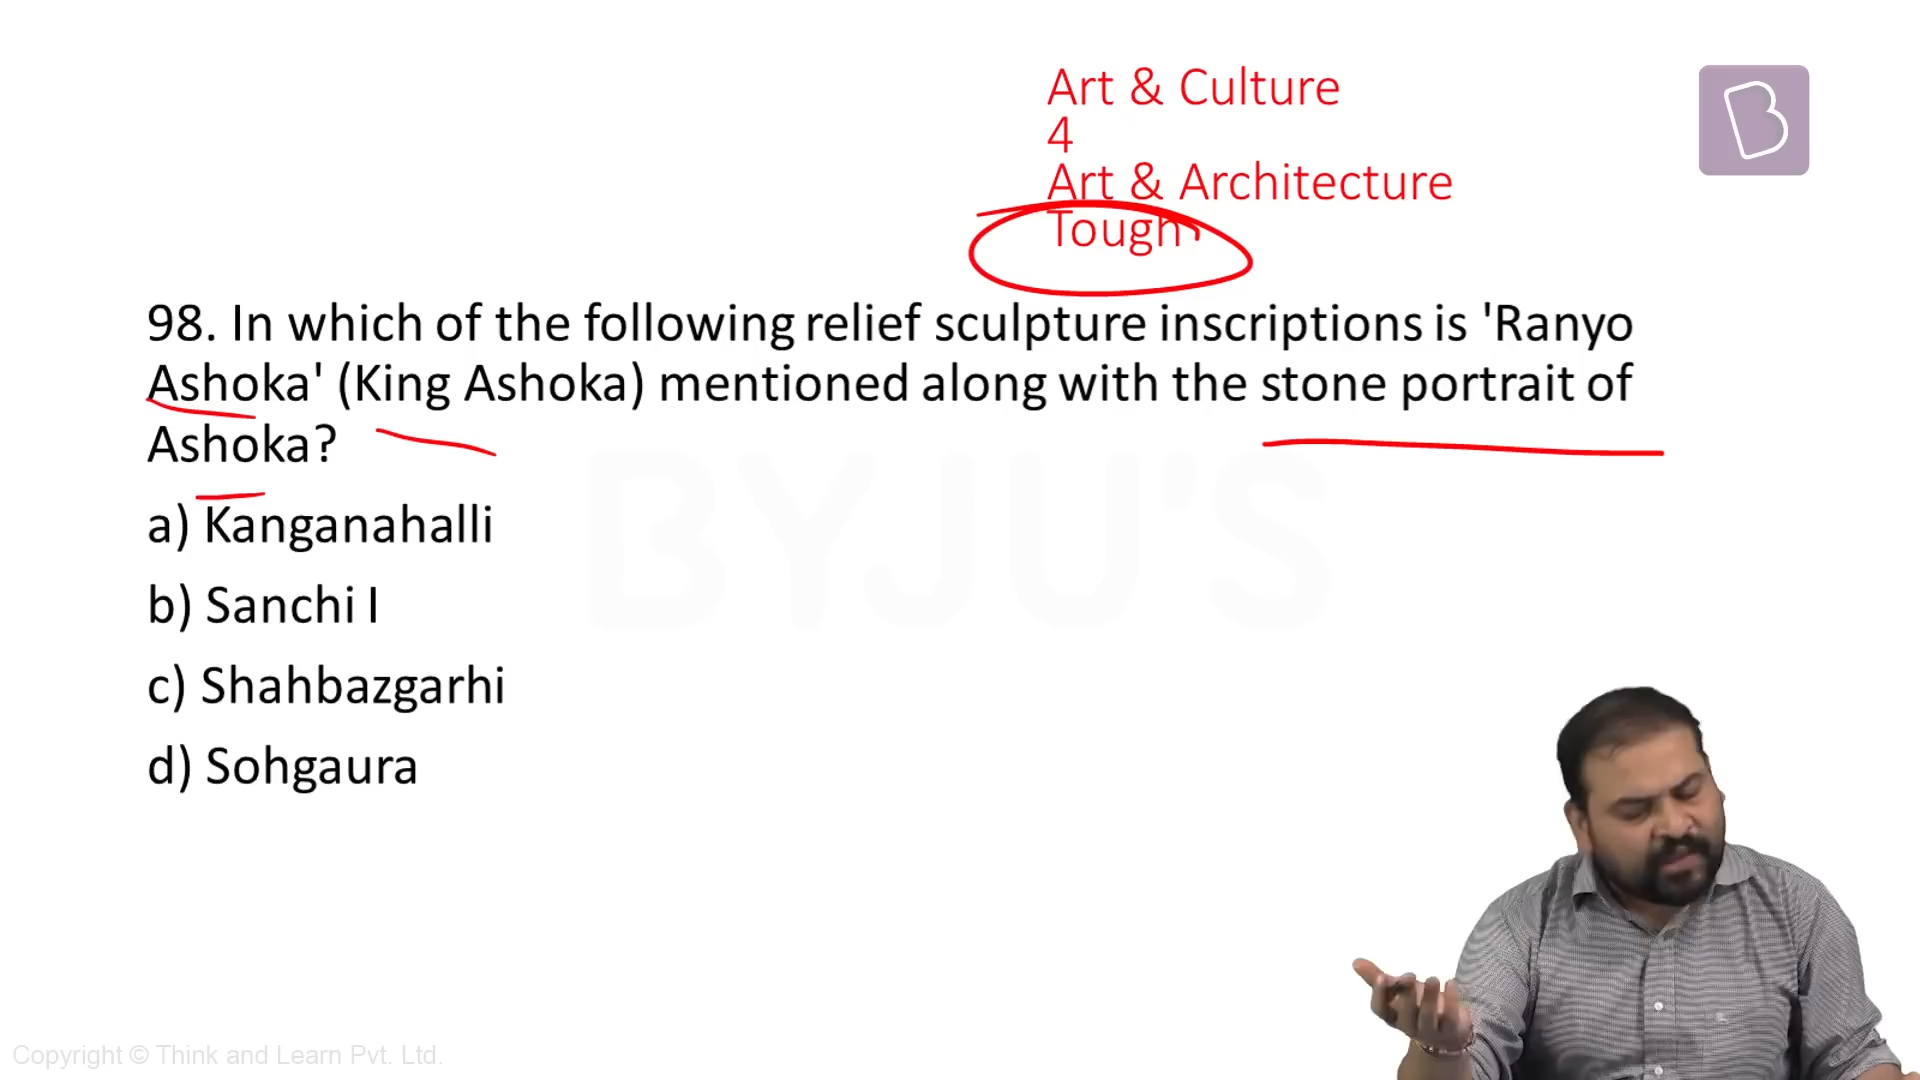 Art & Culture
4
Art & Architecture
Tough
98. In which of the following relief sculpture inscriptions is 'Ranyo
Ashoka' (King Ashoka) mentioned along with the stone portrait of
Ashoka?
a) Kanganahalli
b) Sanchi I
c) Shahbazgarhi
d) Sohgaura
BYJU'S
Copyright © Think and Learn Pvt. Ltd.